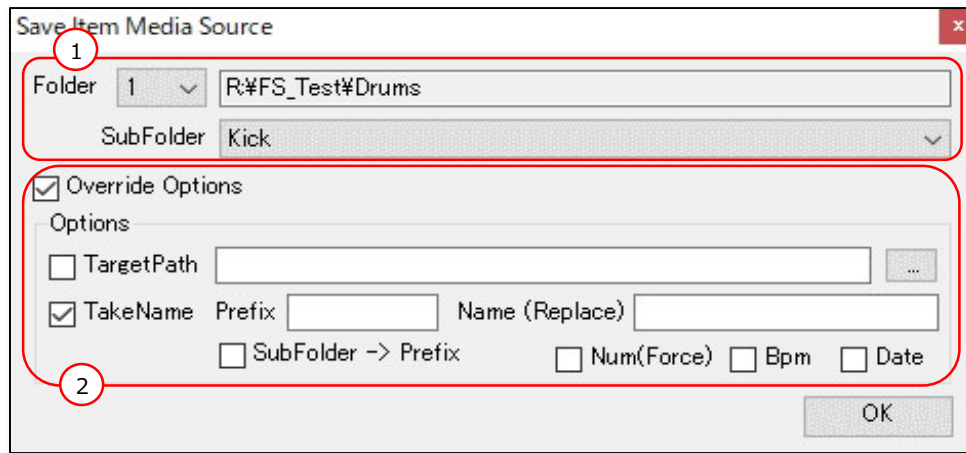 Save Item Media Source x
1
Folder 1 R:¥FS_Test¥Drums
SubFolder Kick
Override Options
Options
TargetPath ...
TakeName Prefix Name (Replace)
SubFolder -> Prefix Num(Force) Bpm Date
2
OK